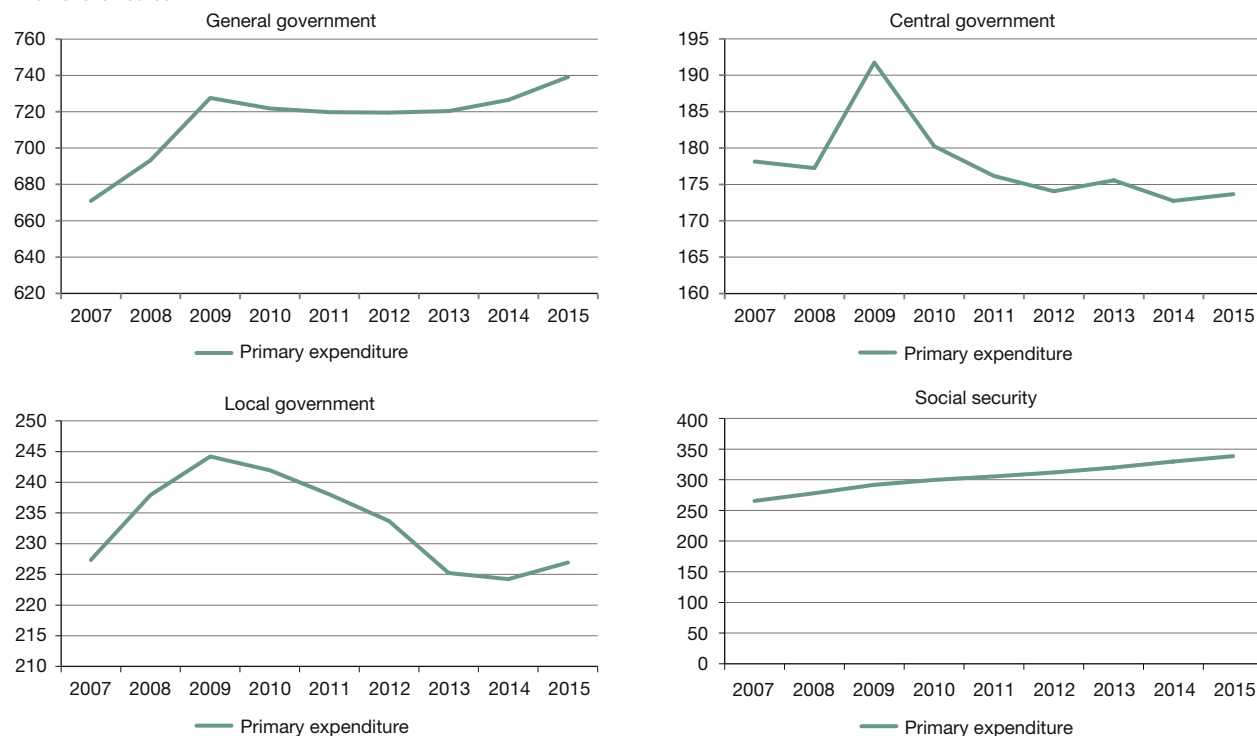 General government
760
740
720
700
680
660
640
620
2007 2008 2009 2010 2011 2012 2013 2014 2015
Primary expenditure
Central government
195
190
185
180
175
170
165
160
2007 2008 2009 2010 2011 2012 2013 2014 2015
Primary expenditure
Local government
250
245
240
235
230
225
220
215
210
2007 2008 2009 2010 2011 2012 2013 2014 2015
Primary expenditure
Social security
400
350
300
250
200
150
100
50
0
2007 2008 2009 2010 2011 2012 2013 2014 2015
Primary expenditure